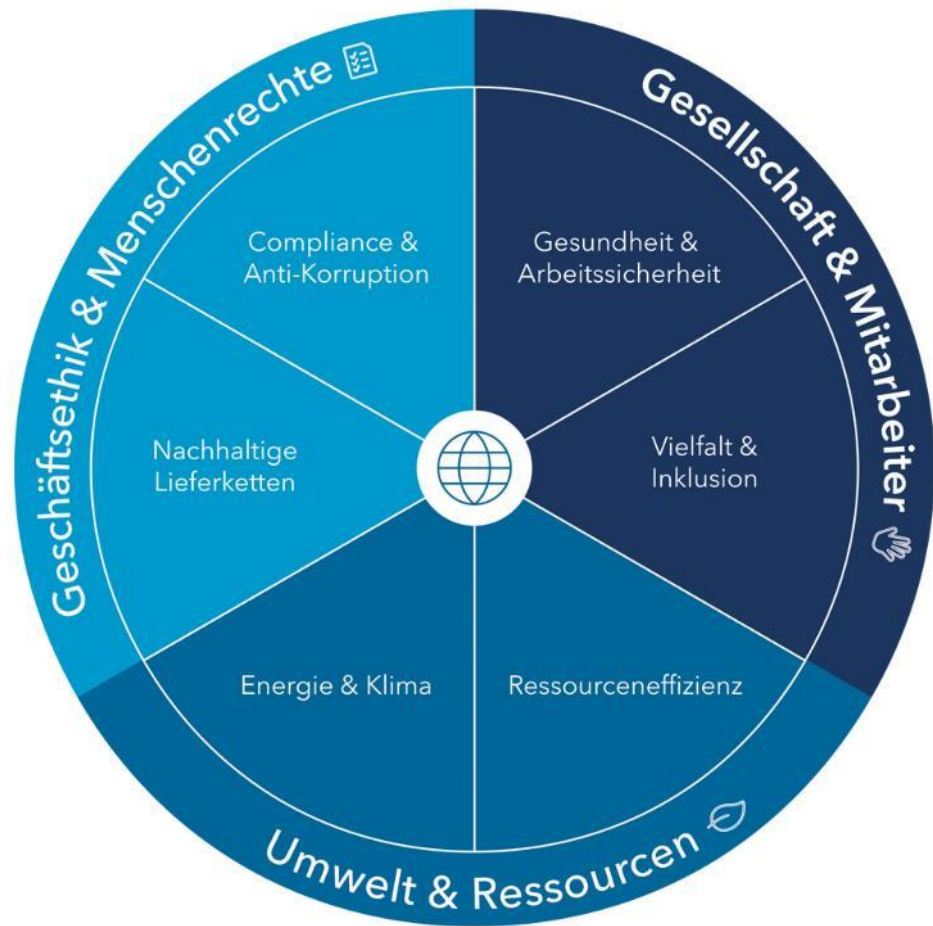 Geschäftsethik & Menschenrechte
Gesellschaft & Mitarbeiter
Compliance &
Anti-Korruption
Gesundheit &
Arbeitssicherheit
Nachhaltige
Lieferketten
Vielfalt &
Inklusion
Energie & Klima
Ressourceneffizienz
Umwelt & Ressourcen